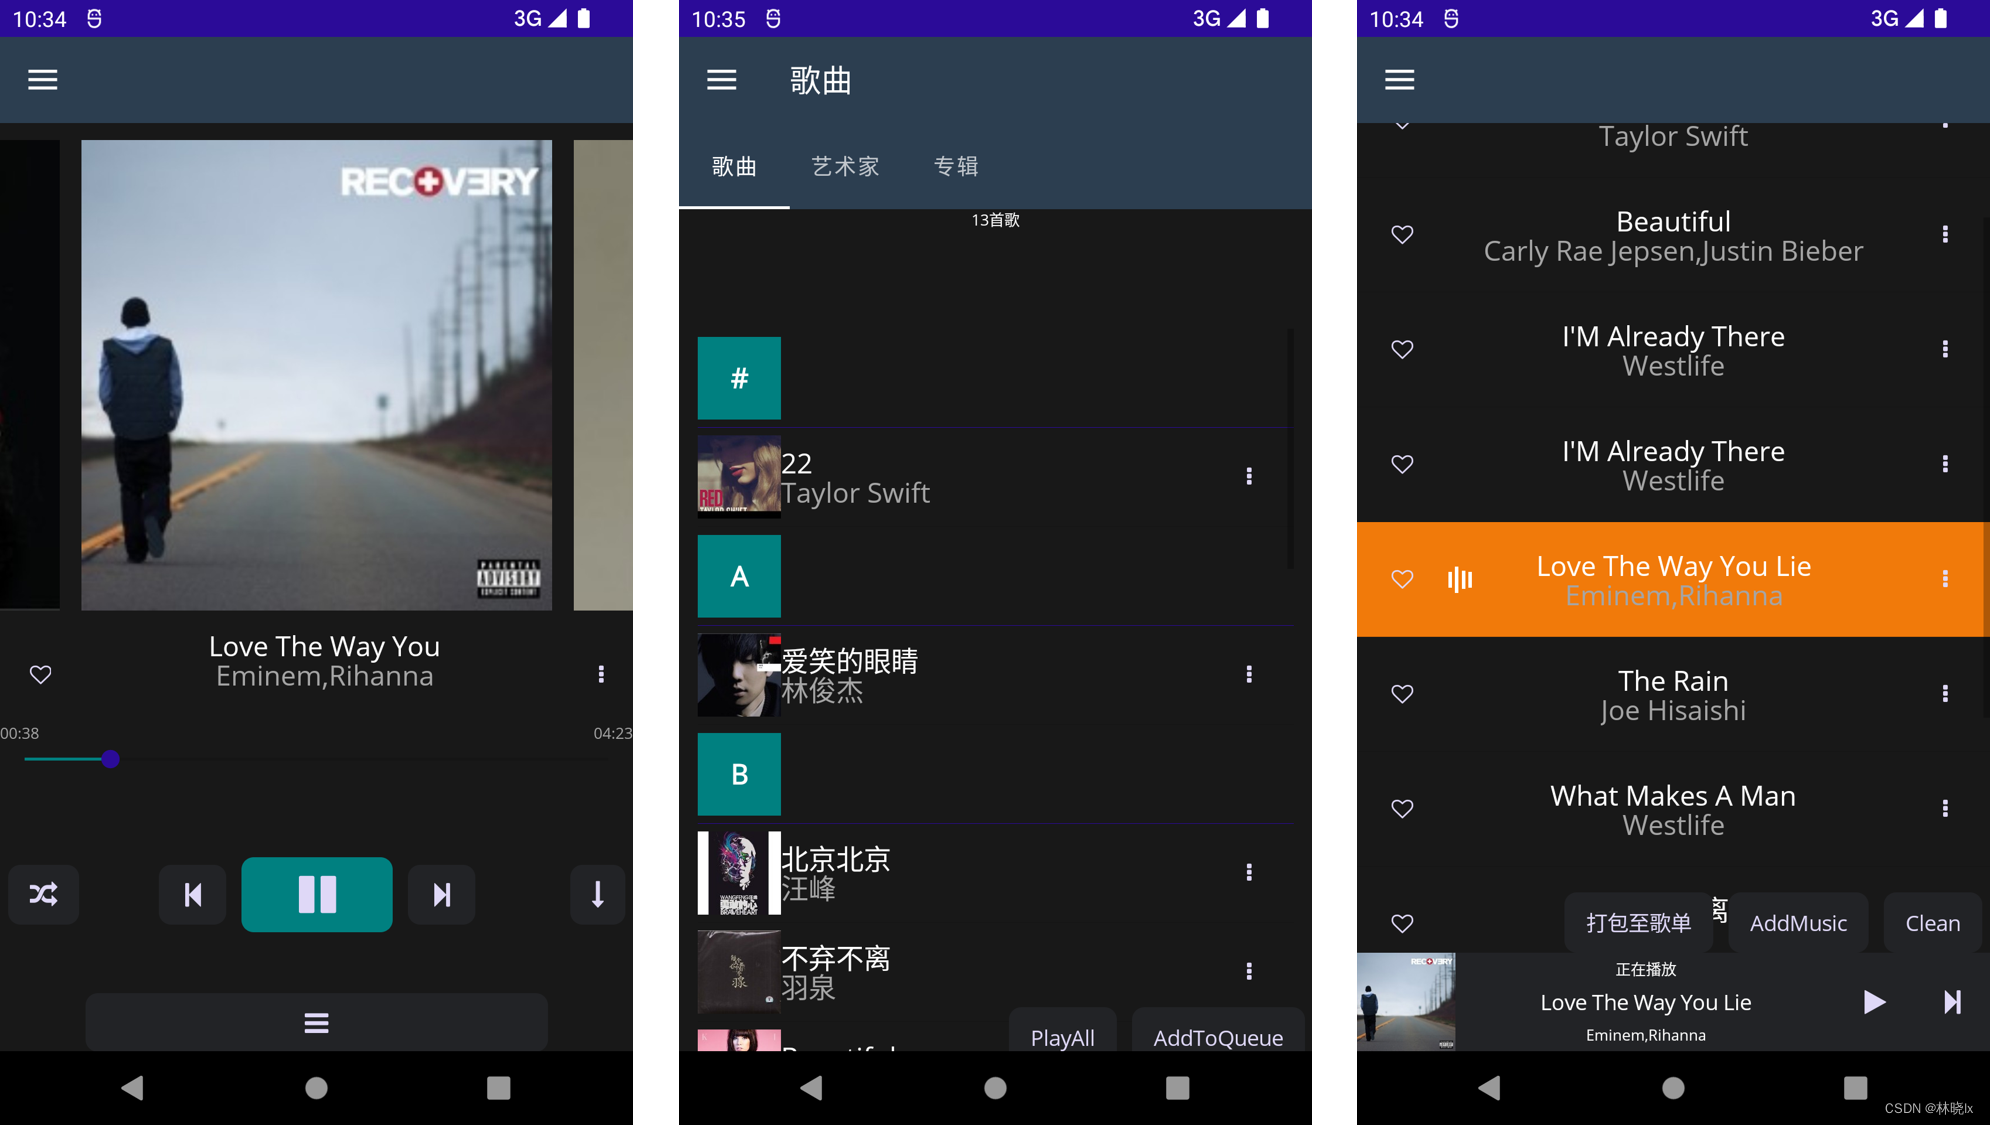 10:34
3G
RECOVERY
PARENTAL
ADVISORY
EXPLICIT CONTENT
Love The Way You
Eminem,Rihanna
00:38
04:23
10:35
3G
歌曲
歌曲
艺术家
专辑
13首歌
#
RED
TAYLOR SWIFT
22
Taylor Swift
A
爱笑的眼睛
林俊杰
B
北京北京
汪峰
不弃不离
羽泉
PlayAll
AddToQueue
10:34
3G
Taylor Swift
Beautiful
Carly Rae Jepsen,Justin Bieber
I'M Already There
Westlife
I'M Already There
Westlife
Love The Way You Lie
Eminem,Rihanna
The Rain
Joe Hisaishi
What Makes A Man
Westlife
离
打包至歌单
AddMusic
Clean
RECOVERY
正在播放
Love The Way You Lie
Eminem,Rihanna
CSDN @林晓lx